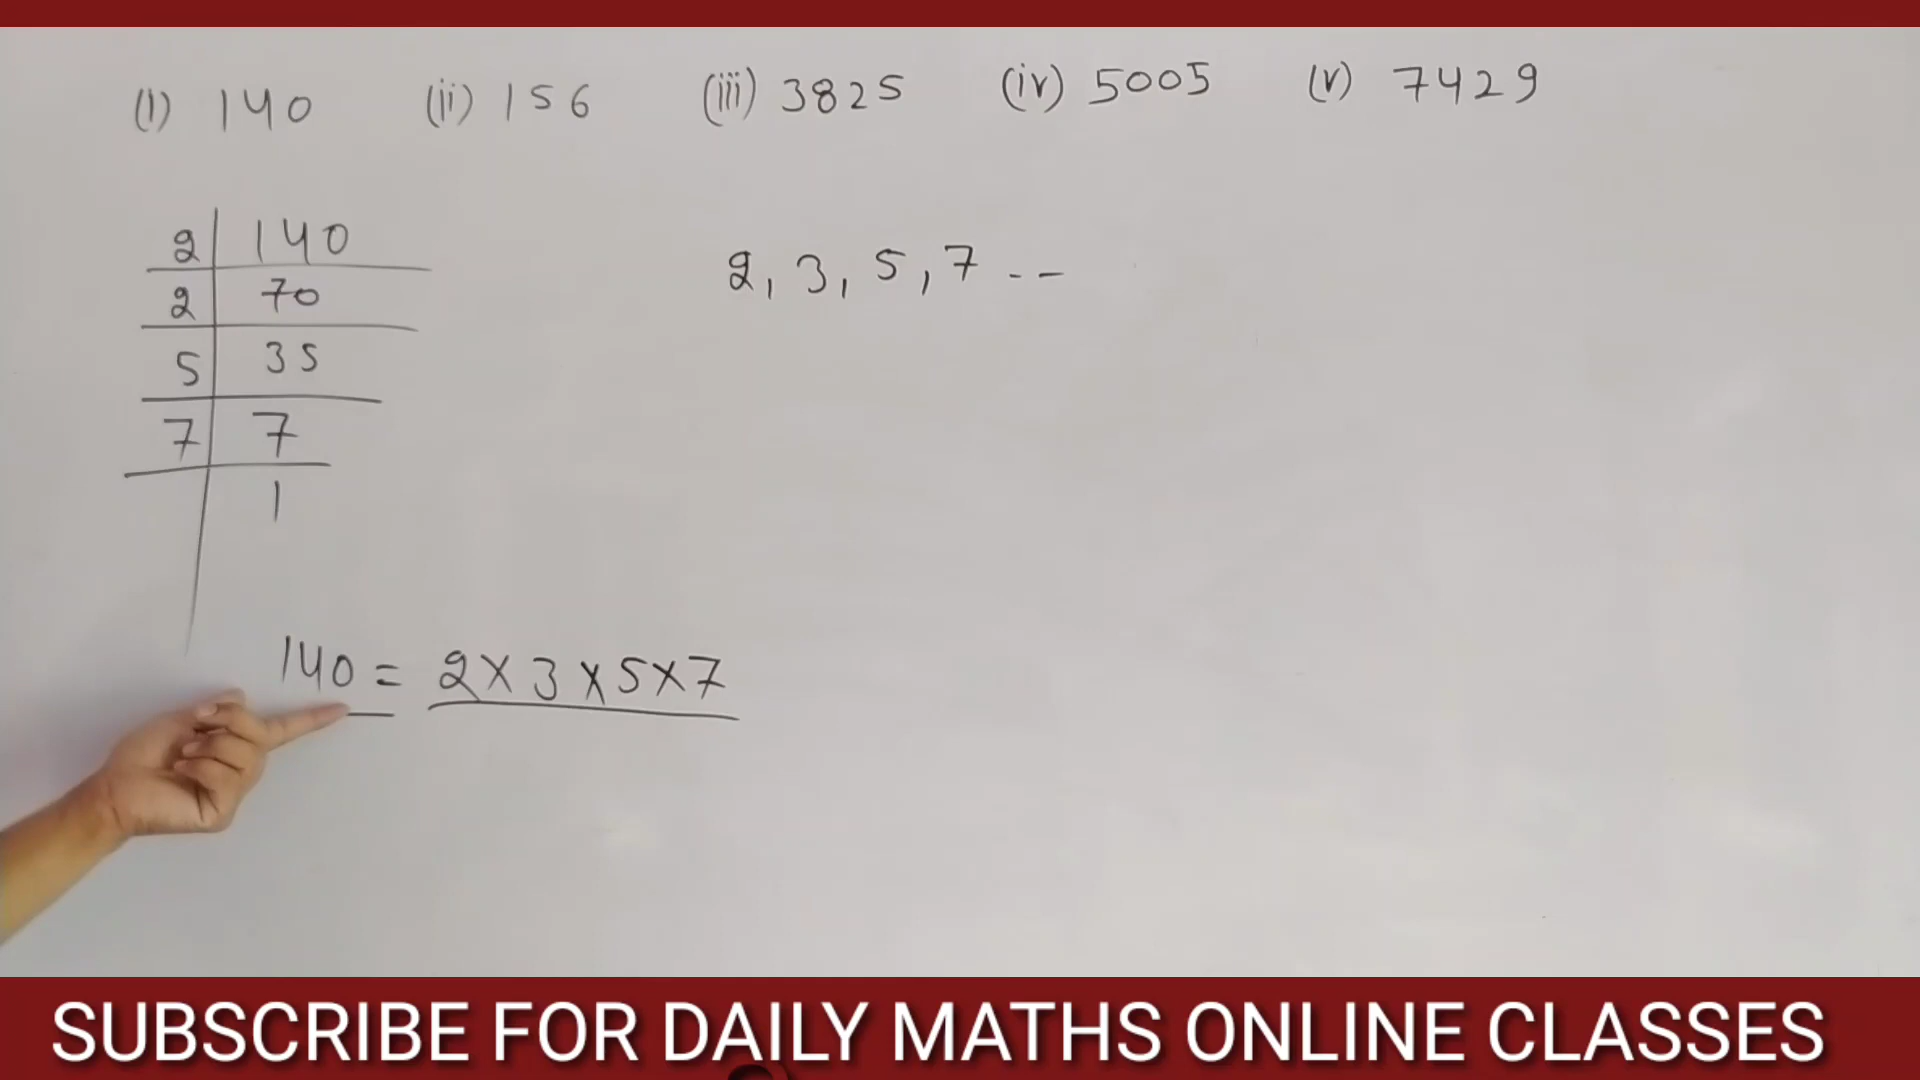 (i) 140 (ii) 156 (iii) 3825 (iv) 5005 (v) 7429
2 140
2 70
5 35
7 7
1
2, 3, 5, 7 --
140 = 2 x 3 x 5 x 7
SUBSCRIBE FOR DAILY MATHS ONLINE CLASSES